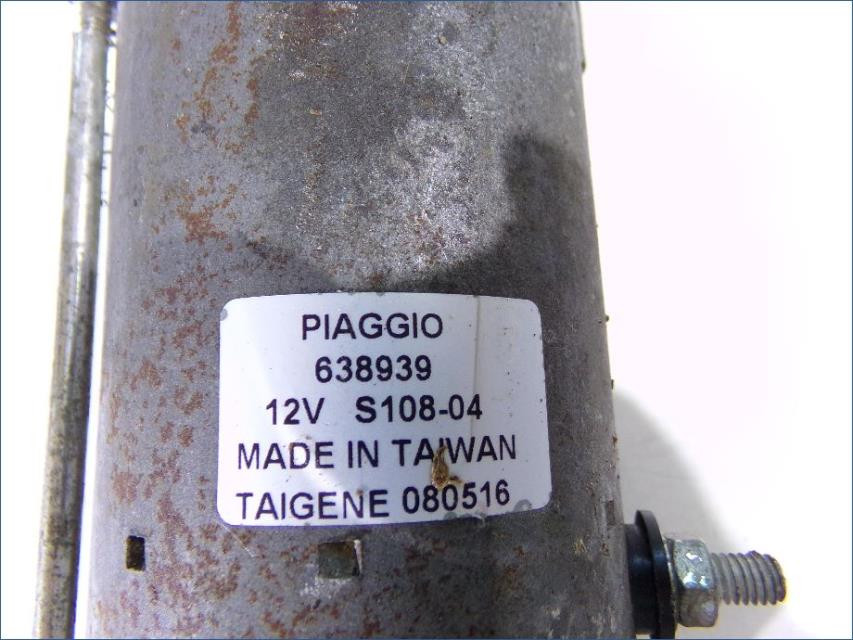 PIAGGIO
638939
12V S108-04
MADE IN TAIWAN
TAIGENE 080516